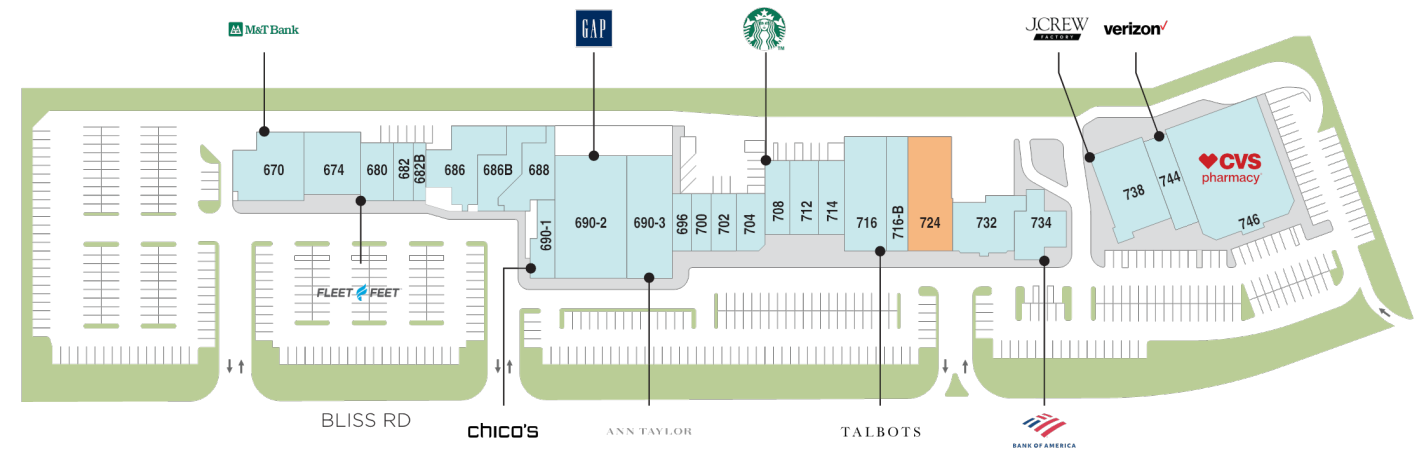 M&T Bank
GAP
TM
J.CREW
FACTORY
verizon
670
674
680
682
682B
686
686B
688
690-1
690-2
690-3
696
700
702
704
708
712
714
716
716-B
724
732
734
738
744
CVS
pharmacy
746
FLEET FEET
BLISS RD
chico's
ANN TAYLOR
TALBOTS
BANK OF AMERICA